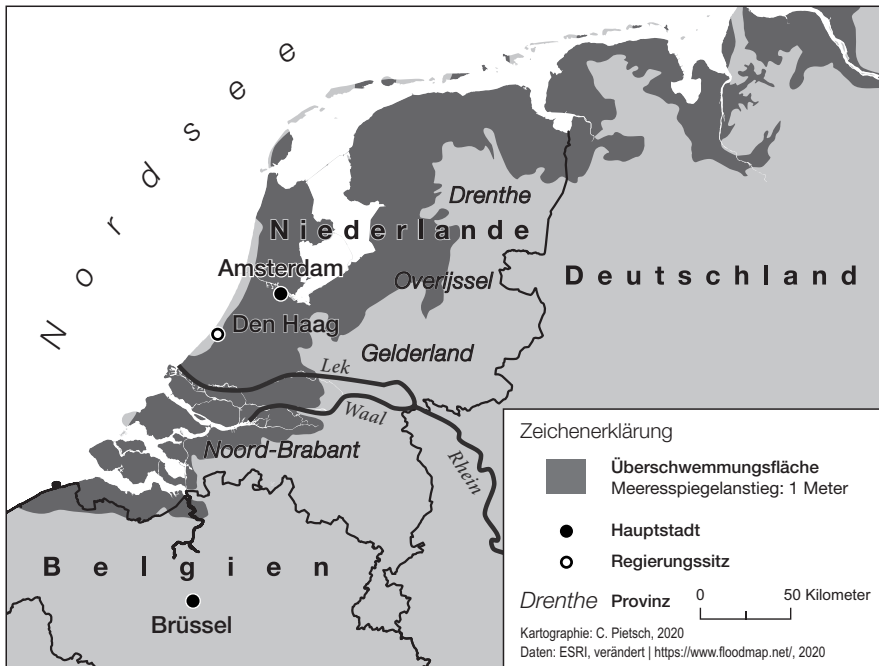 Nordsee
Drenthe
Niederlande
Amsterdam
Overijssel
Deutschland
Den Haag
Gelderland
Lek
Waal
Noord-Brabant
Rhein
Belgien
Brüssel
Zeichenerklärung
Überschwemmungsfläche
Meeresspiegelanstieg: 1 Meter
Hauptstadt
Regierungssitz
Drenthe Provinz 0 50 Kilometer
Kartographie: C. Pietsch, 2020
Daten: ESRI, verändert | https://www.floodmap.net/, 2020